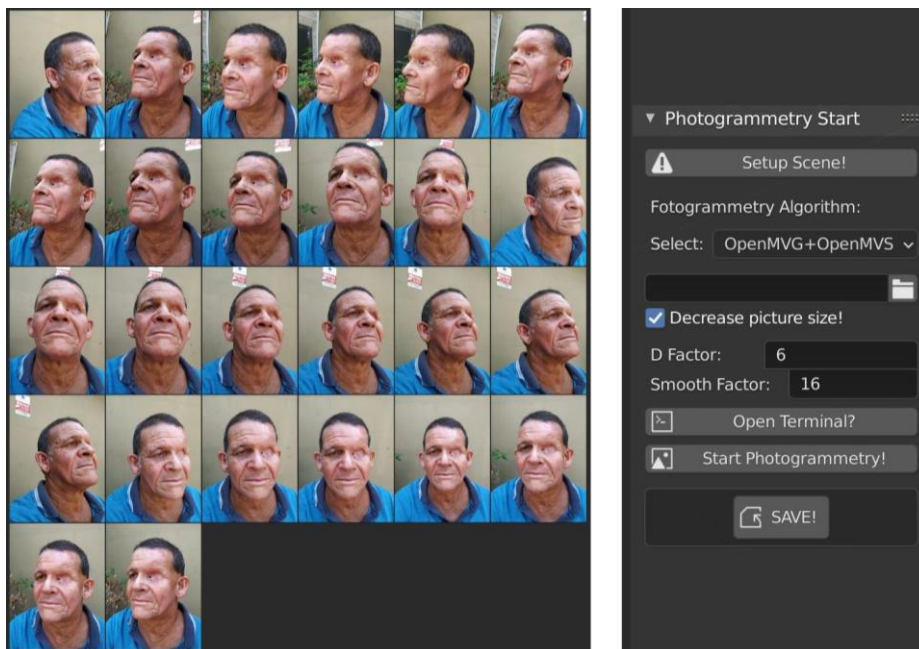 Photogrammetry Start
Setup Scene!
Fotogrammetry Algorithm:
Select: OpenMVG+OpenMVS
Decrease picture size!
D Factor: 6
Smooth Factor: 16
Open Terminal?
Start Photogrammetry!
SAVE!